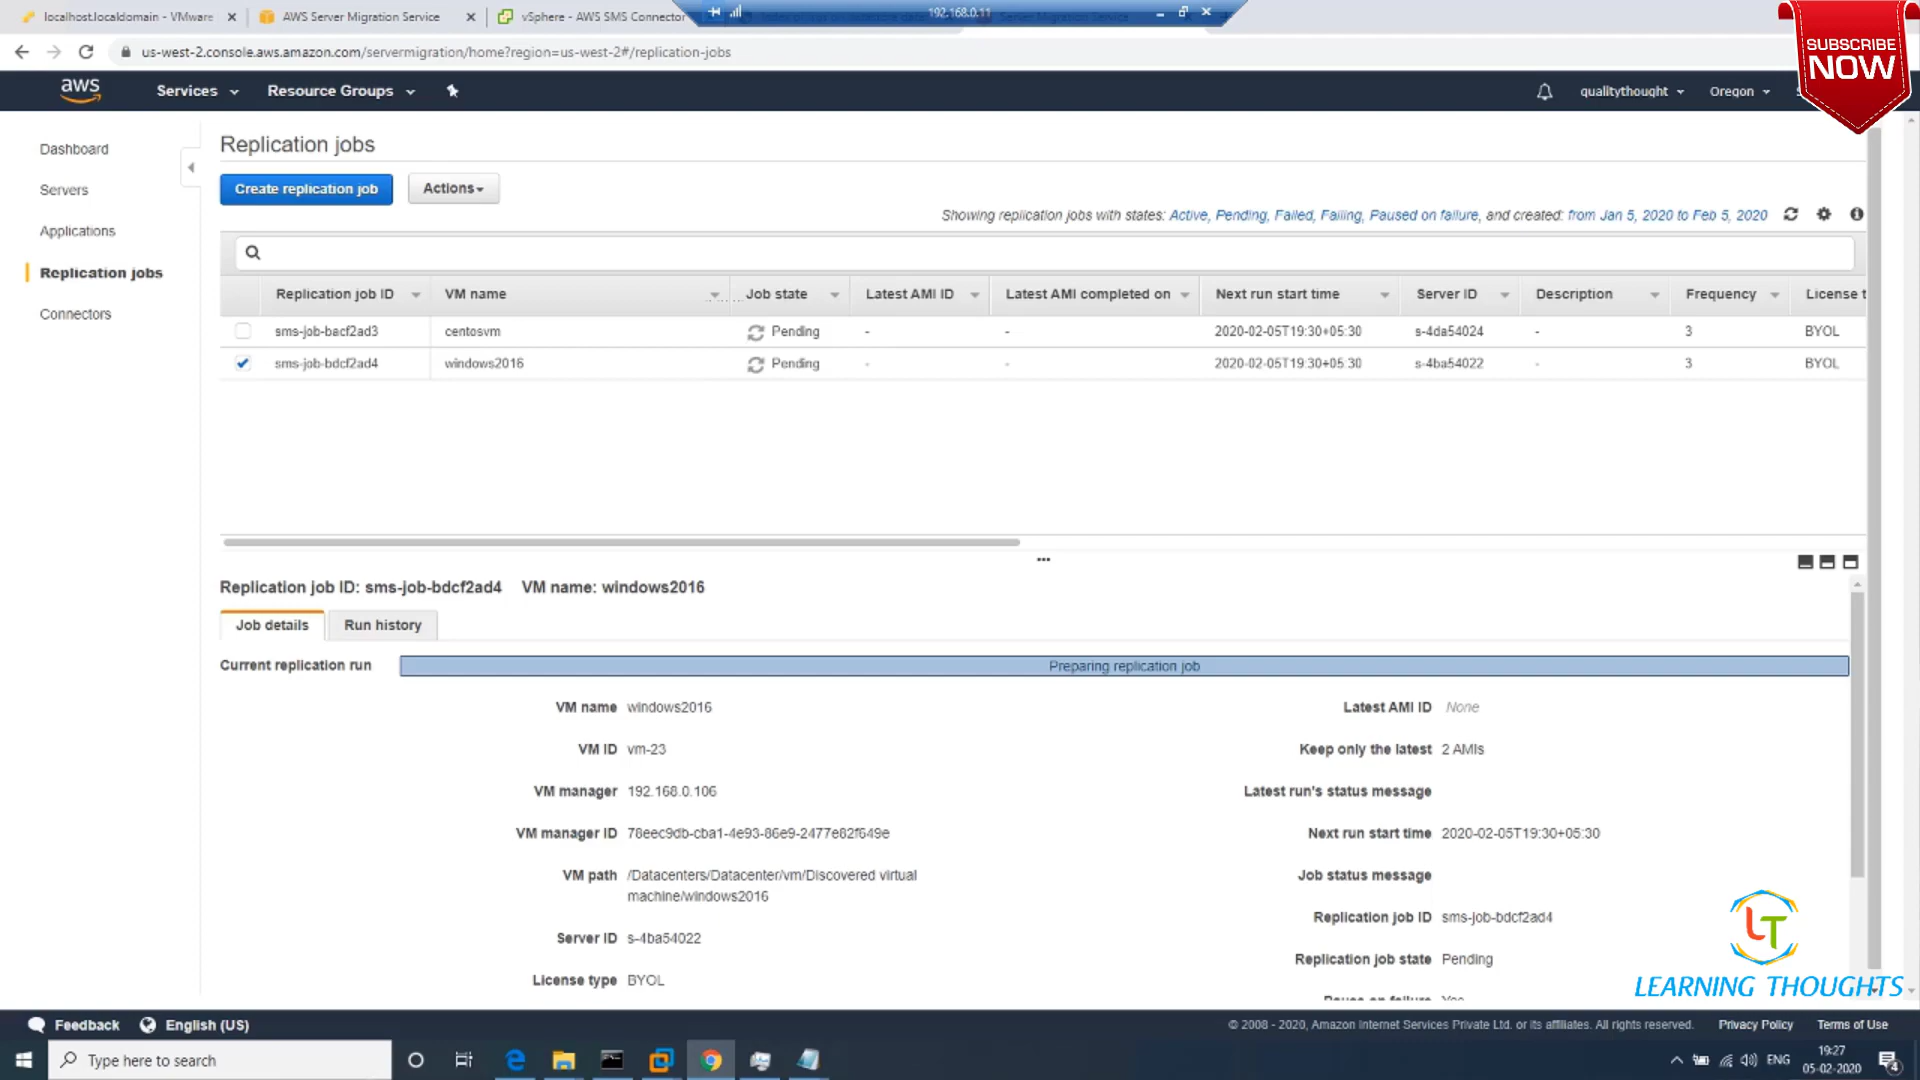 localhost.localdomain - VMware
AWS Server Migration Service
vSphere - AWS SMS Connector
192.168.0.11
us-west-2.console.aws.amazon.com/servermigration/home?region=us-west-2#/replication-jobs
SUBSCRIBE
NOW
aws
Services
Resource Groups
qualitythought
Oregon
Dashboard
Servers
Applications
Replication jobs
Connectors
Replication jobs
Create replication job
Actions
Showing replication jobs with states: Active, Pending, Failed, Failing, Paused on failure, and created: from Jan 5, 2020 to Feb 5, 2020
Replication job ID VM name Job state Latest AMI ID Latest AMI completed on Next run start time Server ID Description Frequency License t
sms-job-bacf2ad3 centosvm Pending - - 2020-02-05T19:30+05:30 s-4da54024 - 3 BYOL
sms-job-bdcf2ad4 windows2016 Pending - - 2020-02-05T19:30+05:30 s-4ba54022 - 3 BYOL
Replication job ID: sms-job-bdcf2ad4 VM name: windows2016
Job details Run history
Current replication run Preparing replication job
VM name windows2016
VM ID vm-23
VM manager 192.168.0.106
VM manager ID 78eec9db-cba1-4e93-86e9-2477e82f649e
VM path /Datacenters/Datacenter/vm/Discovered virtual
machine/windows2016
Server ID s-4ba54022
License type BYOL
Latest AMI ID None
Keep only the latest 2 AMIs
Latest run's status message
Next run start time 2020-02-05T19:30+05:30
Job status message
Replication job ID sms-job-bdcf2ad4
Replication job state Pending
Pause on failure Yes
LT
LEARNING THOUGHTS
Feedback English (US)
© 2008 - 2020, Amazon Internet Services Private Ltd. or its affiliates. All rights reserved. Privacy Policy Terms of Use
Type here to search
ENG
19:27
05-02-2020
4